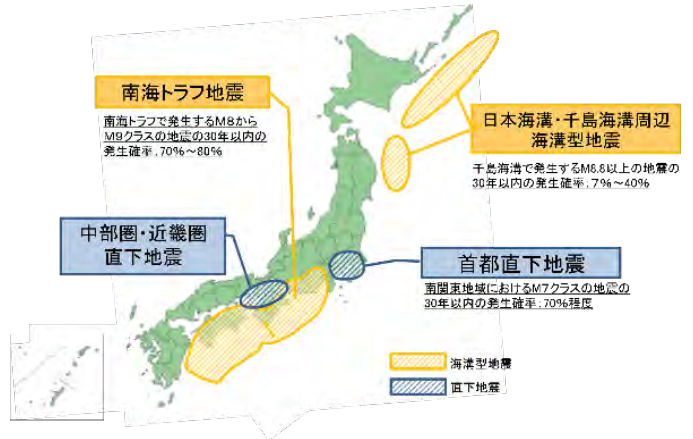 南海トラフ地震
南海トラフで発生するM8から
M9クラスの地震の30年以内の
発生確率：70％～80％
日本海溝・千島海溝周辺
海溝型地震
千島海溝で発生するM8.8以上の地震の
30年以内の発生確率：7％～40％
中部圏・近畿圏
直下地震
首都直下地震
南関東地域におけるM7クラスの地震の
30年以内の発生確率：70％程度
海溝型地震
直下地震